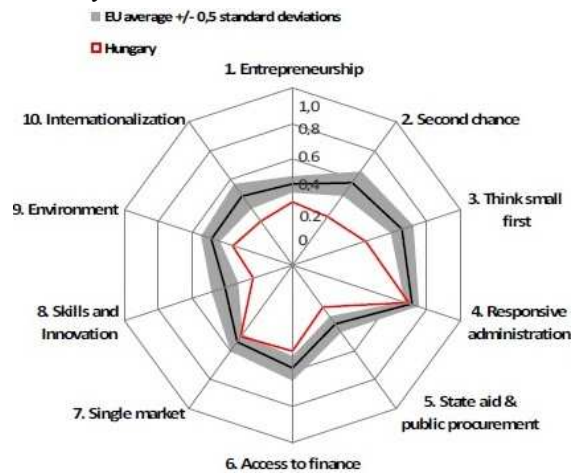 EU average +/- 0,5 standard deviations
Hungary
1. Entrepreneurship
10. Internationalization
2. Second chance
1,0
0,8
0,6
0,4
0.2
0
9. Environment
3. Think small
first
8. Skills and
Innovation
4. Responsive
administration
7. Single market
5. State aid &
public procurement
6. Access to finance